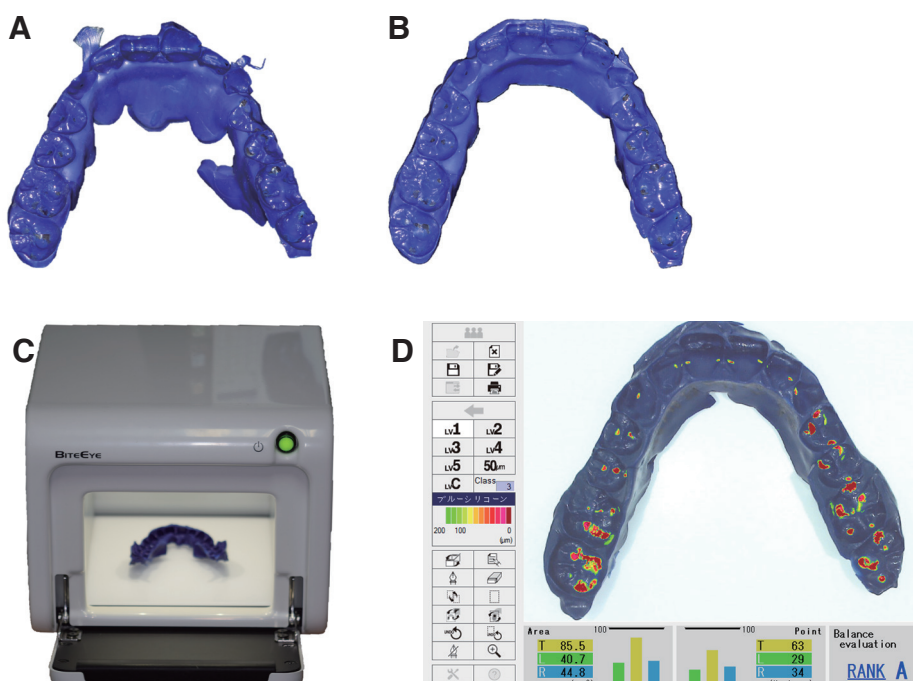 A
B
C
BITEEYE
D
LV1 LV2
LV3 LV4
LV5 50μm
LVC Class 3
ブルーシリコーン
200 100 0
(μm)
Area 100
T 85.5
L 40.7
R 44.8
100 Point
T 63
L 29
R 34
Balance
evaluation
RANK A